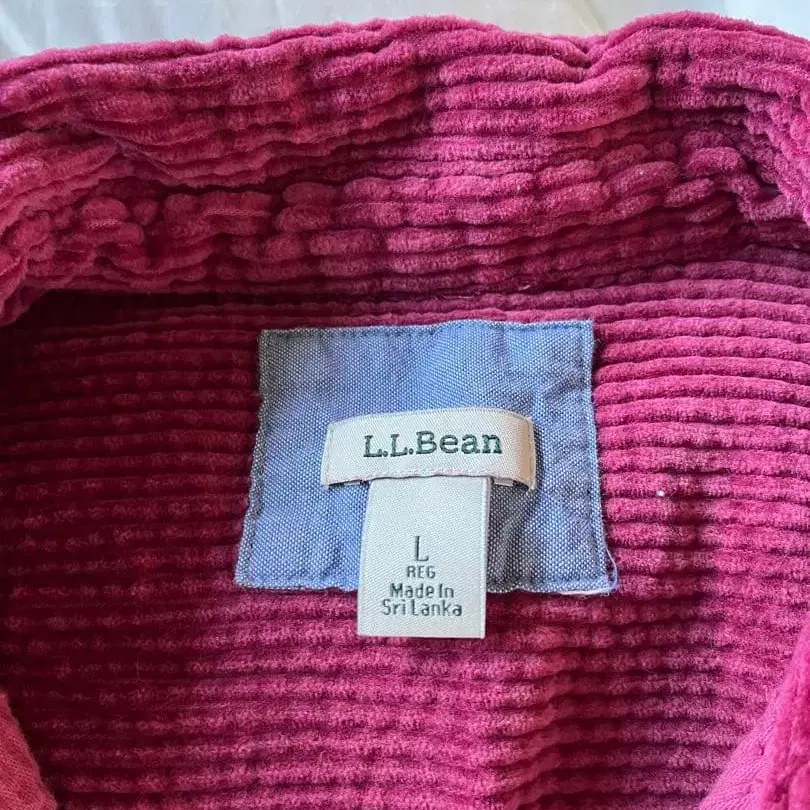 L.L.Bean
L
REG
Made In
Sri Lanka